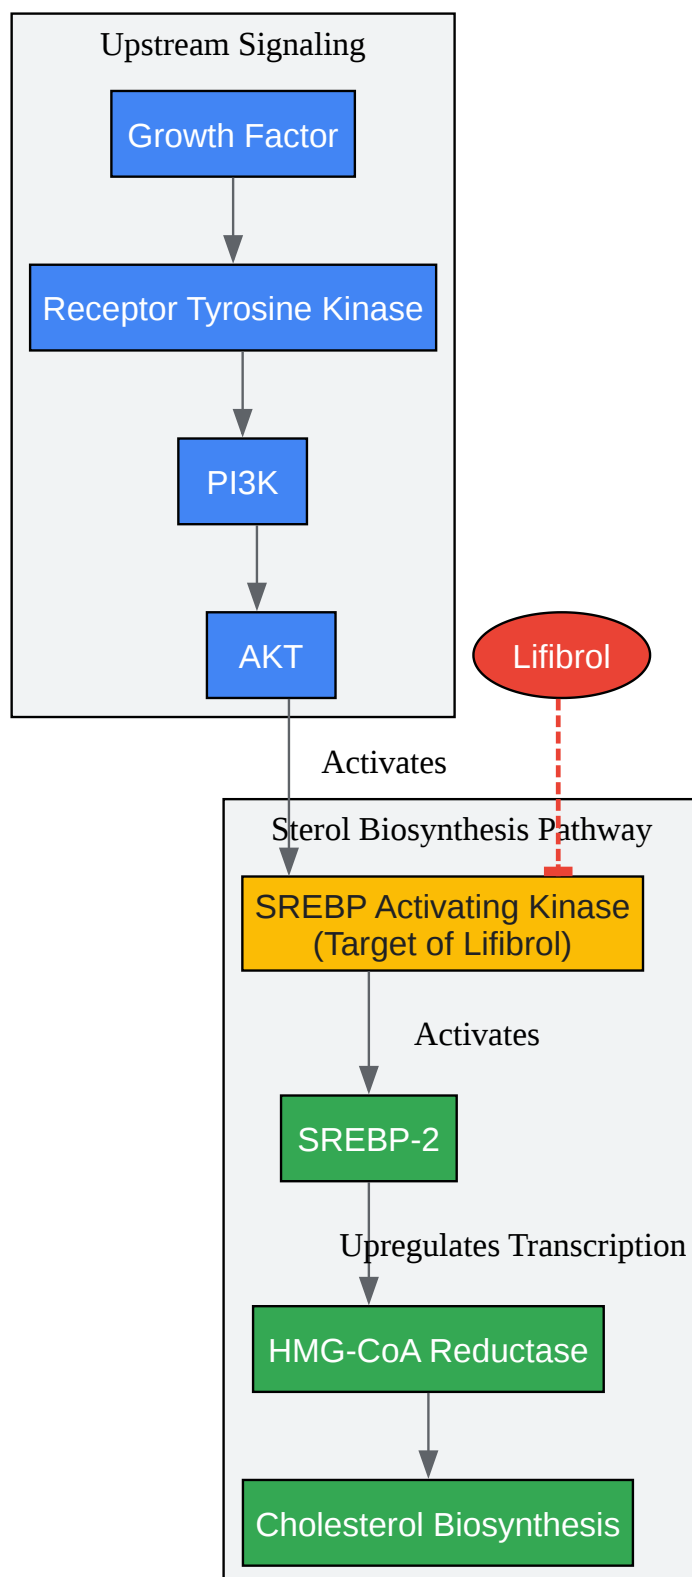 Upstream Signaling
Growth Factor
Receptor Tyrosine Kinase
PI3K
AKT
Lifibrol
Activates
Sterol Biosynthesis Pathway
SREBP Activating Kinase
(Target of Lifibrol)
Activates
SREBP-2
Upregulates Transcription
HMG-CoA Reductase
Cholesterol Biosynthesis